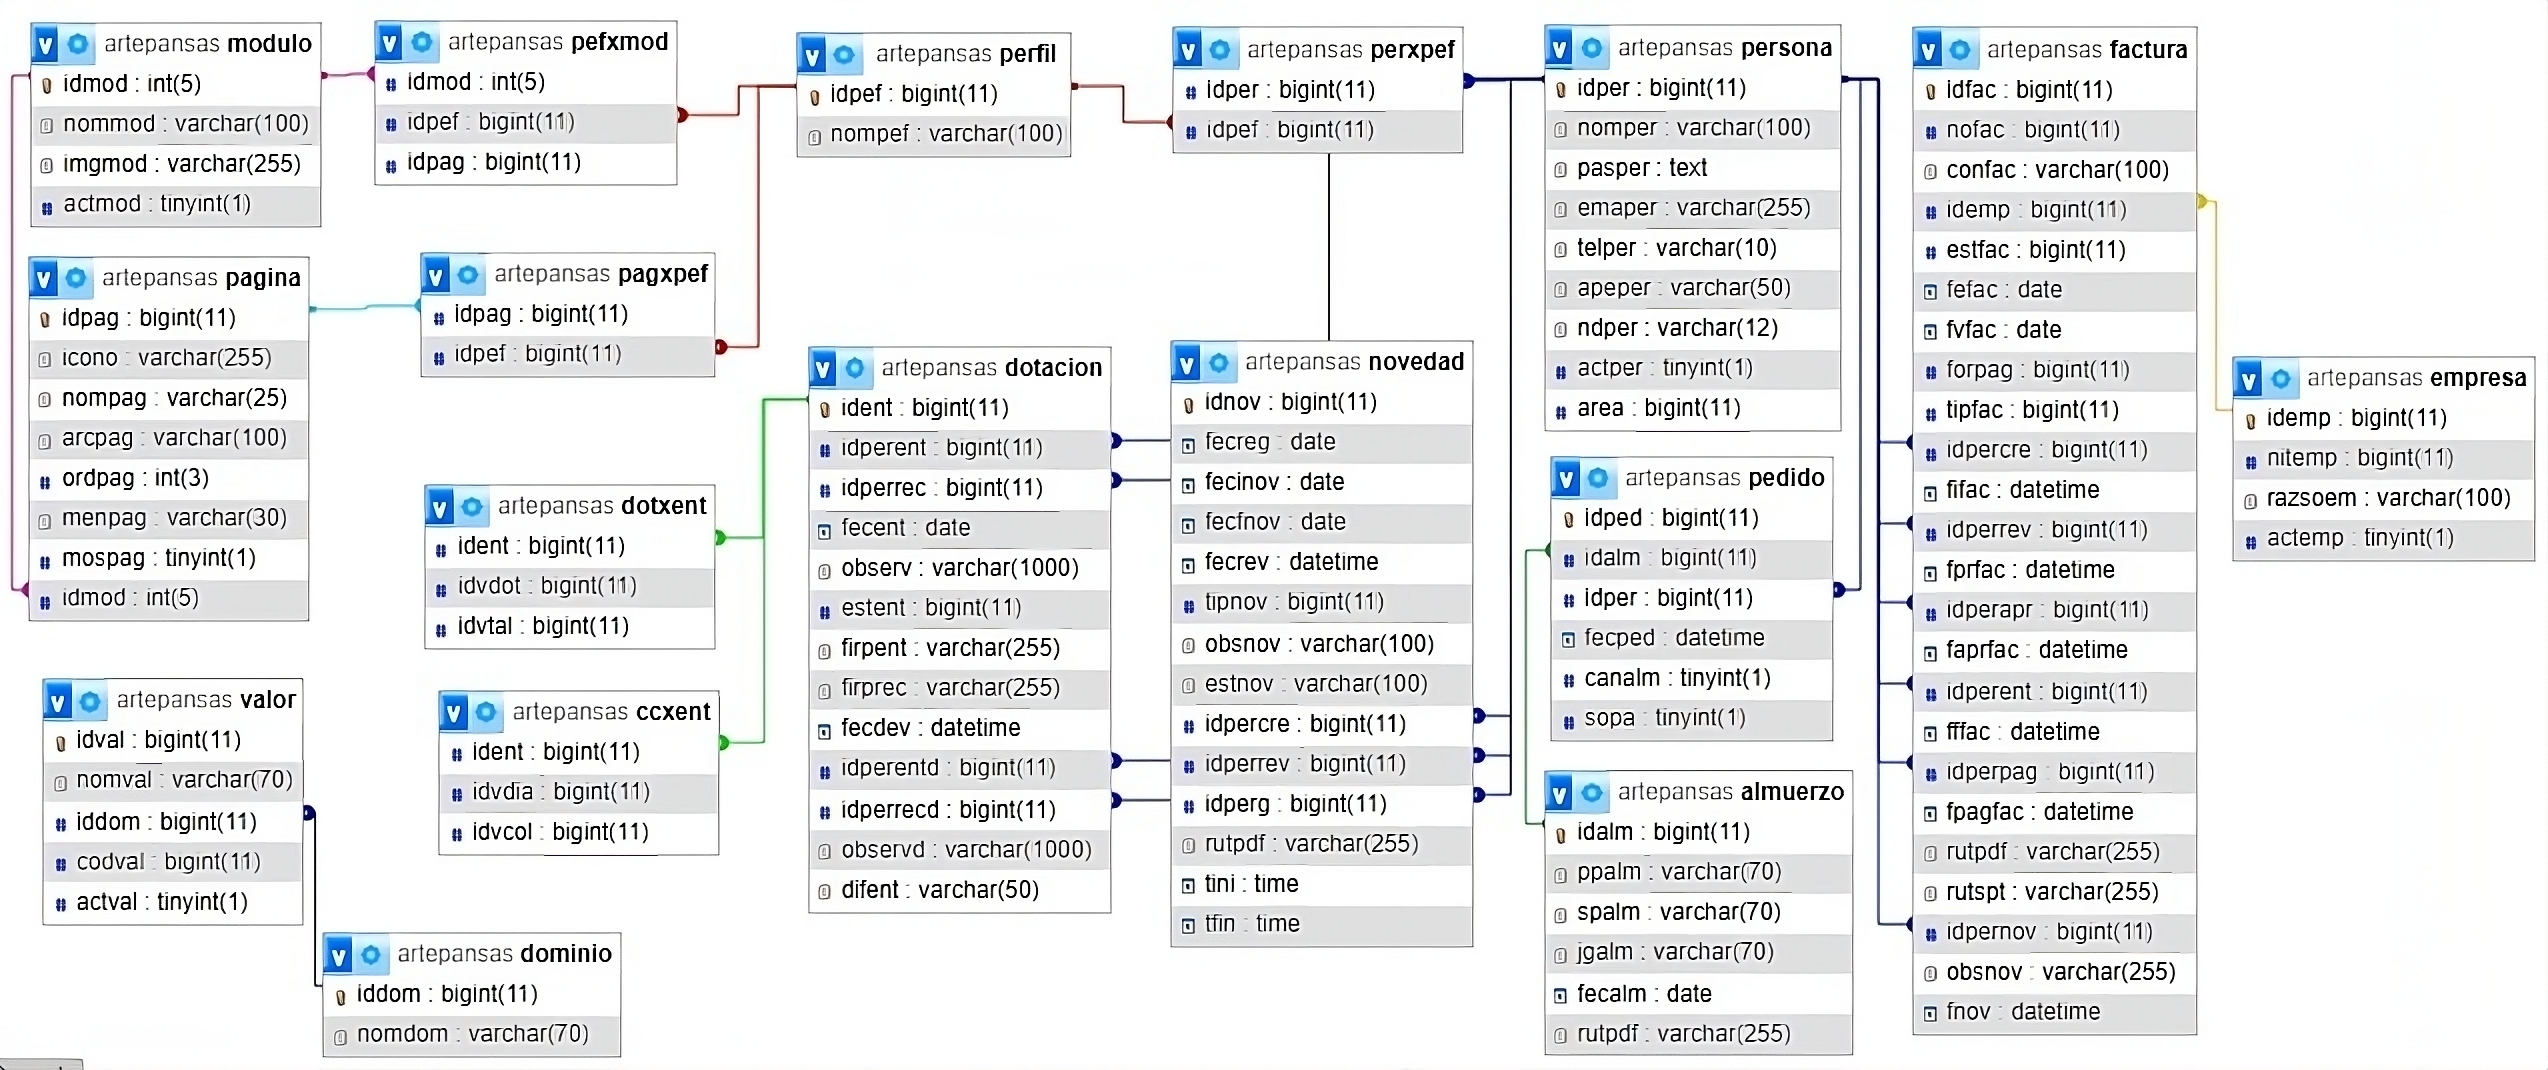 artepansas modulo
idmod : int(5)
nommod : varchar(100)
imgmod : varchar(255)
actmod : tinyint(1)
artepansas pefxmod
idmod : int(5)
idpef : bigint(11)
idpag : bigint(11)
artepansas perfil
idpef : bigint(11)
nompef : varchar(100)
artepansas perxpef
idper : bigint(11)
idpef : bigint(11)
artepansas persona
idper : bigint(11)
nomper : varchar(100)
pasper : text
emaper : varchar(255)
telper : varchar(10)
apeper : varchar(50)
ndper : varchar(12)
actper : tinyint(1)
area : bigint(11)
artepansas factura
idfac : bigint(11)
nofac : bigint(11)
confac : varchar(100)
idemp : bigint(11)
estfac : bigint(11)
fefac : date
fvfac : date
forpag : bigint(11)
tipfac : bigint(11)
idpercre : bigint(11)
fifac : datetime
idperrev : bigint(11)
fprfac : datetime
idperapr : bigint(11)
faprfac : datetime
idperent : bigint(11)
fffac : datetime
idperpag : bigint(11)
fpagfac : datetime
rutpdf : varchar(255)
rutspt : varchar(255)
idpernov : bigint(11)
obsnov : varchar(255)
fnov : datetime
artepansas pagina
idpag : bigint(11)
icono : varchar(255)
nompag : varchar(25)
arcpag : varchar(100)
ordpag : int(3)
menpag : varchar(30)
mospag : tinyint(1)
idmod : int(5)
artepansas pagxpef
idpag : bigint(11)
idpef : bigint(11)
artepansas dotacion
ident : bigint(11)
idperent : bigint(11)
idperrec : bigint(11)
fecent : date
observ : varchar(1000)
estent : bigint(11)
firpent : varchar(255)
firprec : varchar(255)
fecdev : datetime
idperentd : bigint(11)
idperrecd : bigint(11)
observd : varchar(1000)
difent : varchar(50)
artepansas novedad
idnov : bigint(11)
fecreg : date
fecinov : date
fecfnov : date
fecrev : datetime
tipnov : bigint(11)
obsnov : varchar(100)
estnov : varchar(100)
idpercre : bigint(11)
idperrev : bigint(11)
idperg : bigint(11)
rutpdf : varchar(255)
tini : time
tfin : time
artepansas empresa
idemp : bigint(11)
nitemp : bigint(11)
razsoem : varchar(100)
actemp : tinyint(1)
artepansas pedido
idped : bigint(11)
idalm : bigint(11)
idper : bigint(11)
fecped : datetime
canalm : tinyint(1)
sopa : tinyint(1)
artepansas dotxent
ident : bigint(11)
idvdot : bigint(11)
idvtal : bigint(11)
artepansas valor
idval : bigint(11)
nomval : varchar(70)
iddom : bigint(11)
codval : bigint(11)
actval : tinyint(1)
artepansas ccxent
ident : bigint(11)
idvdia : bigint(11)
idvcol : bigint(11)
artepansas almuerzo
idalm : bigint(11)
ppalm : varchar(70)
spalm : varchar(70)
jgalm : varchar(70)
fecalm : date
rutpdf : varchar(255)
artepansas dominio
iddom : bigint(11)
nomdom : varchar(70)